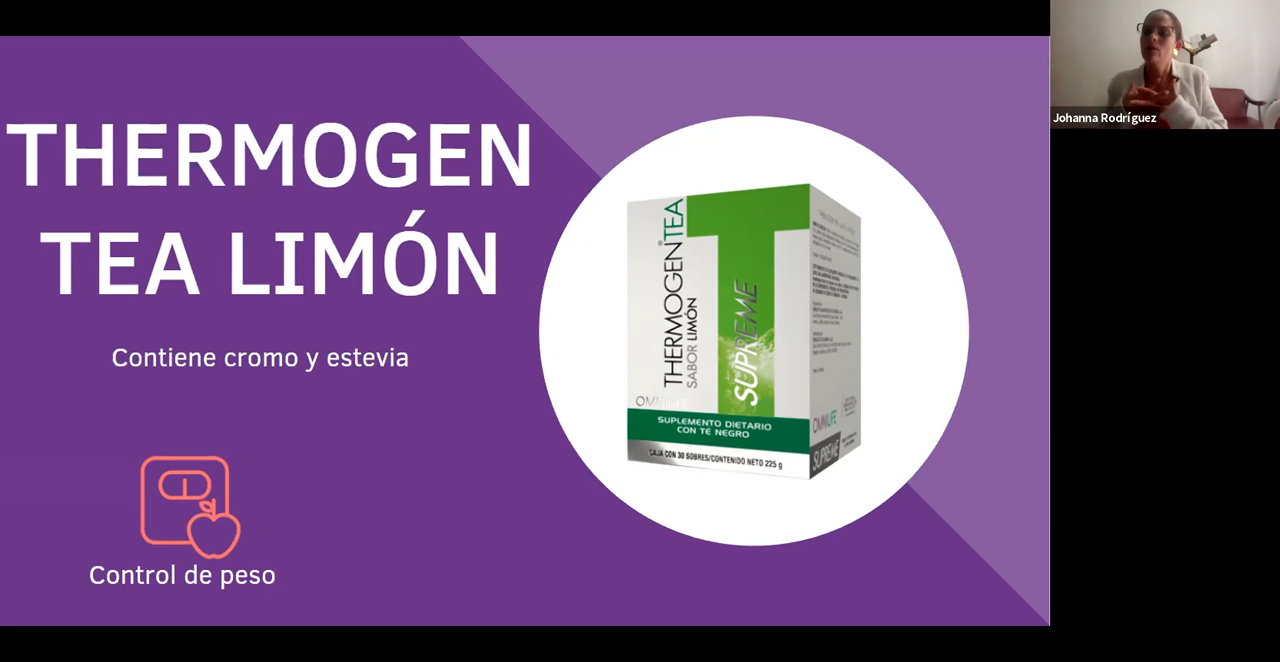 THERMOGEN
TEA LIMÓN
Contiene cromo y estevia
Control de peso
THERMOGEN TEA
SABOR LIMÓN
SUPREME
OMNILIFE
SUPLEMENTO DIETARIO
CON TÉ NEGRO
CAJA CON 30 SOBRES/CONTENIDO NETO 225 g
OMNILIFE
SUPREME
Johanna Rodríguez